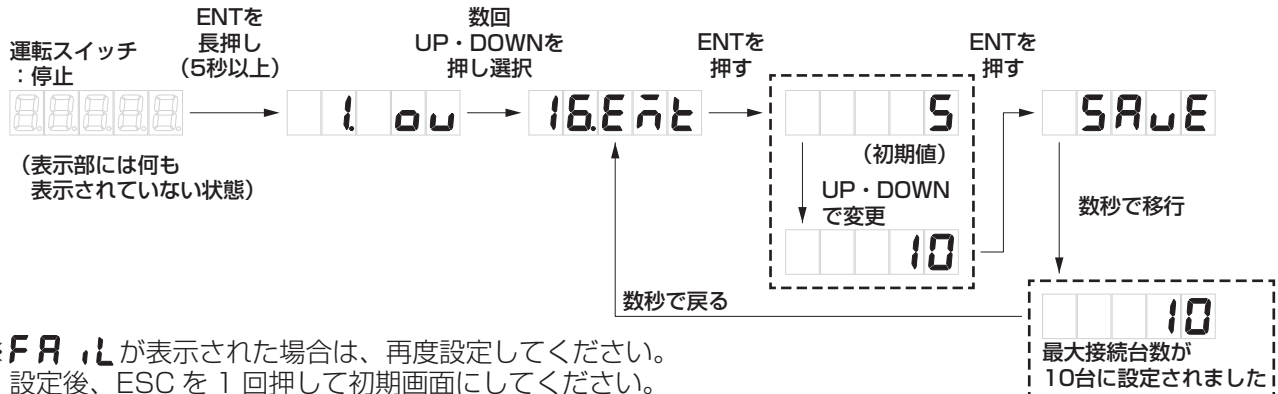 運転スイッチ
:停止
ENTを
長押し
(5秒以上)
数回
UP・DOWNを
押し選択
ENTを
押す
ENTを
押す
1. ou
16.Ent
5
SAuE
(表示部には何も
表示されていない状態)
(初期値)
UP・DOWN
で変更
10
数秒で移行
数秒で戻る
10
最大接続台数が
10台に設定されました
※FAiLが表示された場合は、再度設定してください。
設定後、ESCを1回押して初期画面にしてください。